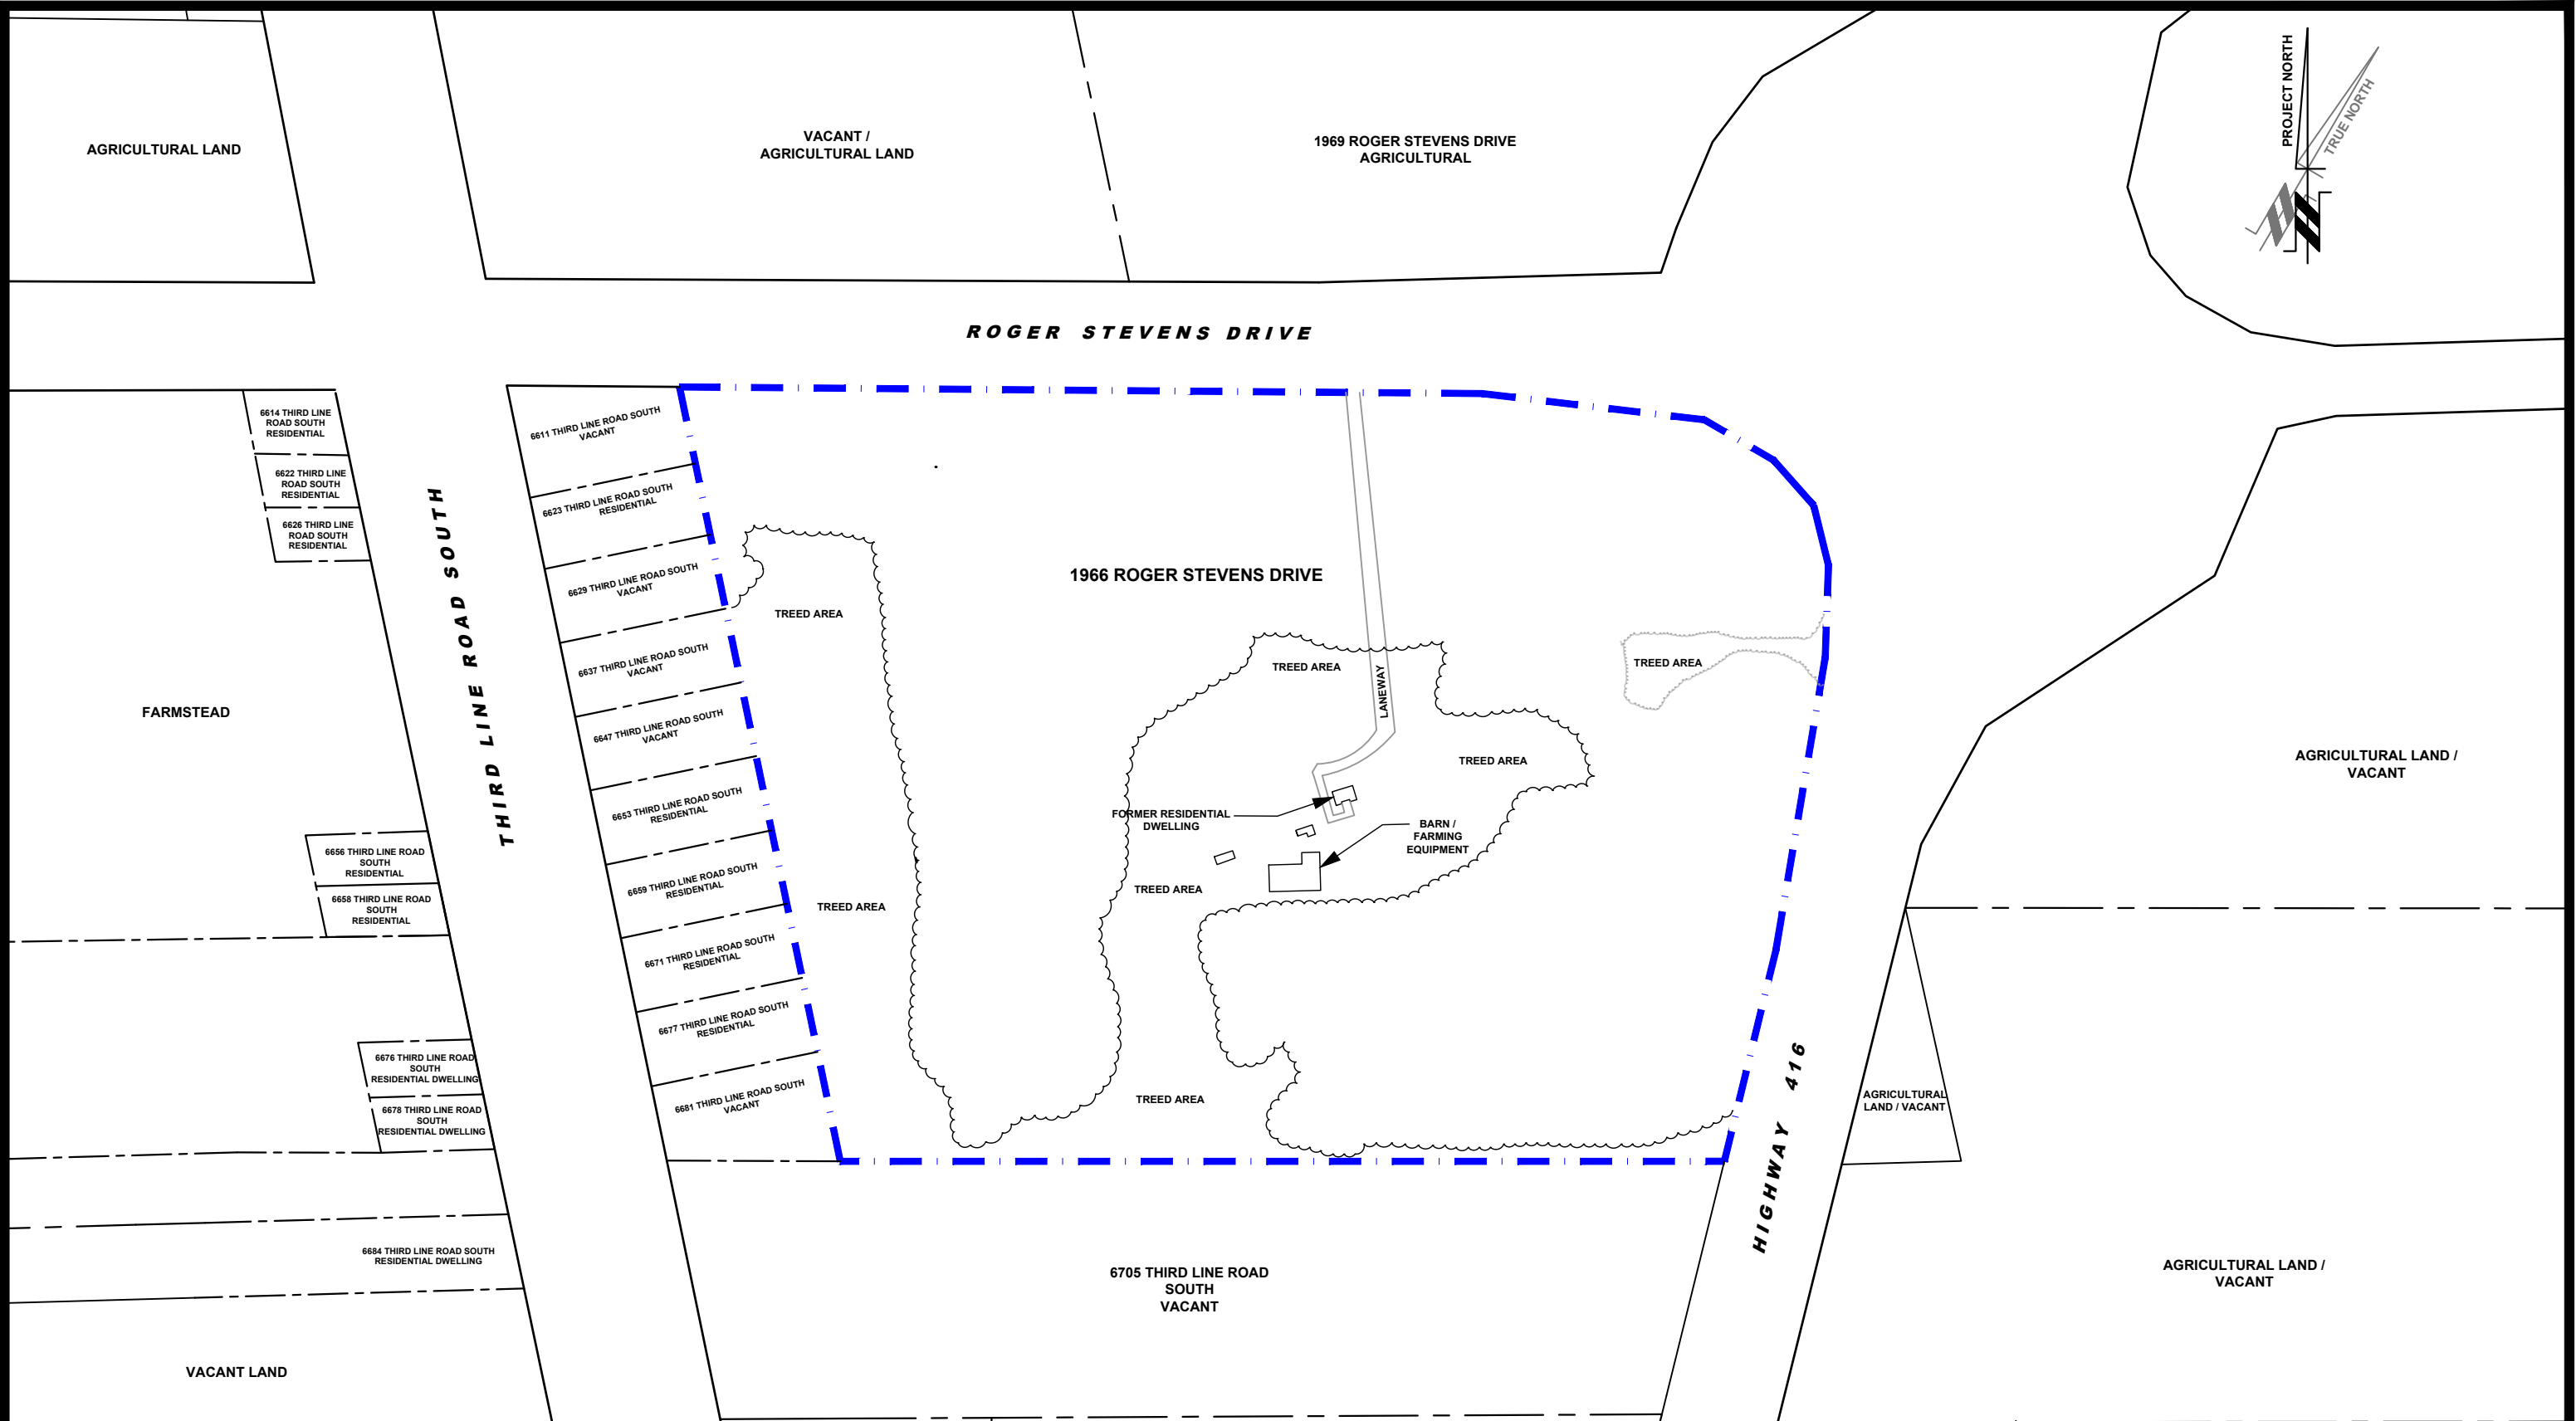 PROJECT NORTH
TRUE NORTH
AGRICULTURAL LAND
VACANT /
AGRICULTURAL LAND
1969 ROGER STEVENS DRIVE
AGRICULTURAL
ROGER STEVENS DRIVE
6614 THIRD LINE
ROAD SOUTH
RESIDENTIAL
6622 THIRD LINE
ROAD SOUTH
RESIDENTIAL
6626 THIRD LINE
ROAD SOUTH
RESIDENTIAL
THIRD LINE ROAD SOUTH
6611 THIRD LINE ROAD SOUTH
VACANT
6623 THIRD LINE ROAD SOUTH
RESIDENTIAL
6629 THIRD LINE ROAD SOUTH
VACANT
6637 THIRD LINE ROAD SOUTH
VACANT
6647 THIRD LINE ROAD SOUTH
VACANT
6653 THIRD LINE ROAD SOUTH
RESIDENTIAL
6659 THIRD LINE ROAD SOUTH
RESIDENTIAL
6671 THIRD LINE ROAD SOUTH
RESIDENTIAL
6677 THIRD LINE ROAD SOUTH
RESIDENTIAL
6681 THIRD LINE ROAD SOUTH
VACANT
1966 ROGER STEVENS DRIVE
TREED AREA
TREED AREA
TREED AREA
LANEWAY
TREED AREA
FORMER RESIDENTIAL
DWELLING
BARN /
FARMING
EQUIPMENT
TREED AREA
TREED AREA
TREED AREA
FARMSTEAD
6656 THIRD LINE ROAD
SOUTH
RESIDENTIAL
6658 THIRD LINE ROAD
SOUTH
RESIDENTIAL
6676 THIRD LINE ROAD
SOUTH
RESIDENTIAL DWELLING
6678 THIRD LINE ROAD
SOUTH
RESIDENTIAL DWELLING
6684 THIRD LINE ROAD SOUTH
RESIDENTIAL DWELLING
VACANT LAND
6705 THIRD LINE ROAD
SOUTH
VACANT
HIGHWAY 416
AGRICULTURAL LAND /
VACANT
AGRICULTURAL
LAND / VACANT
AGRICULTURAL LAND /
VACANT